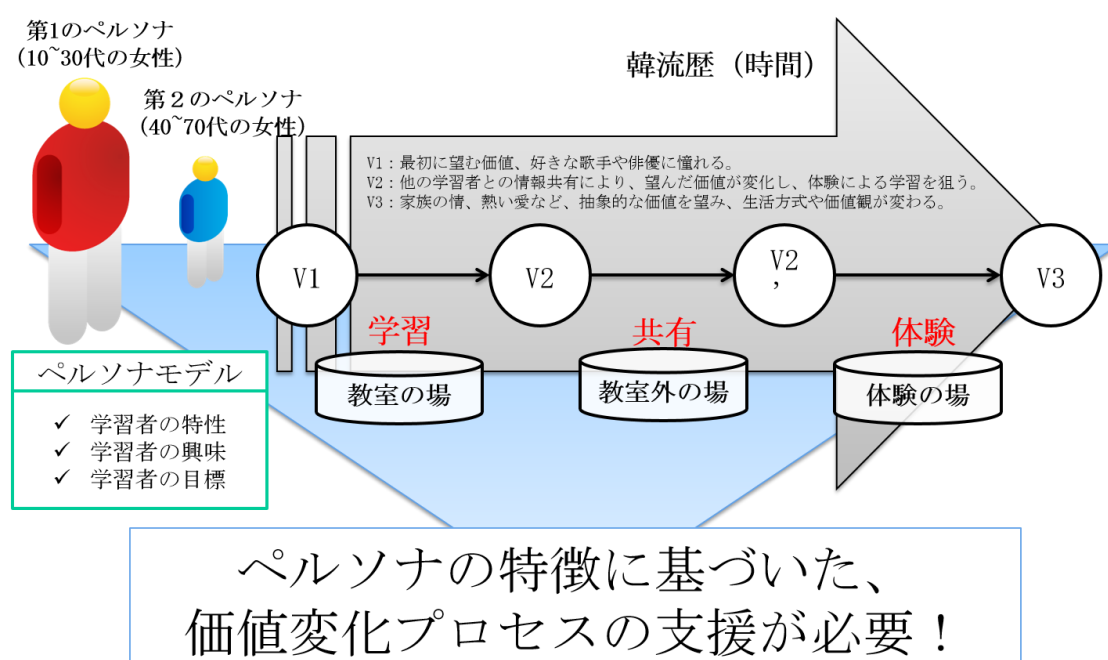 第1のペルソナ
(10~30代の女性)
第２のペルソナ
(40~70代の女性)
韓流歴（時間）
V1：最初に望む価値、好きな歌手や俳優に憧れる。
V2：他の学習者との情報共有により、望んだ価値が変化し、体験による学習を狙う。
V3：家族の情、熱い愛など、抽象的な価値を望み、生活方式や価値観が変わる。
V1
V2
V2
’
V3
学習
共有
体験
教室の場
教室外の場
体験の場
ペルソナモデル
✓ 学習者の特性
✓ 学習者の興味
✓ 学習者の目標
ペルソナの特徴に基づいた、
価値変化プロセスの支援が必要！